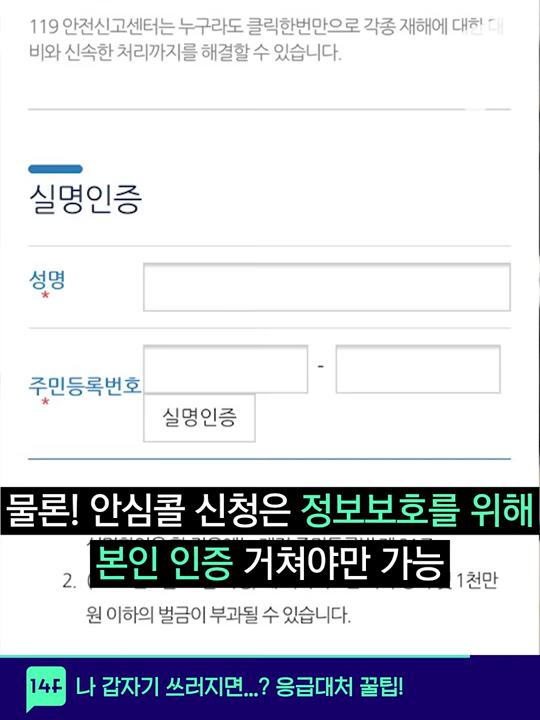 119 안전신고센터는 누구라도 클릭한번만으로 각종 재해에 대한 대
비와 신속한 처리까지를 해결할 수 있습니다.
실명인증
성명
*
주민등록번호
*
-
실명인증
물론! 안심콜 신청은 정보보호를 위해
본인 인증 거쳐야만 가능
2.
1천만
원 이하의 벌금이 부과될 수 있습니다.
14F 나 갑자기 쓰러지면...? 응급대처 꿀팁!